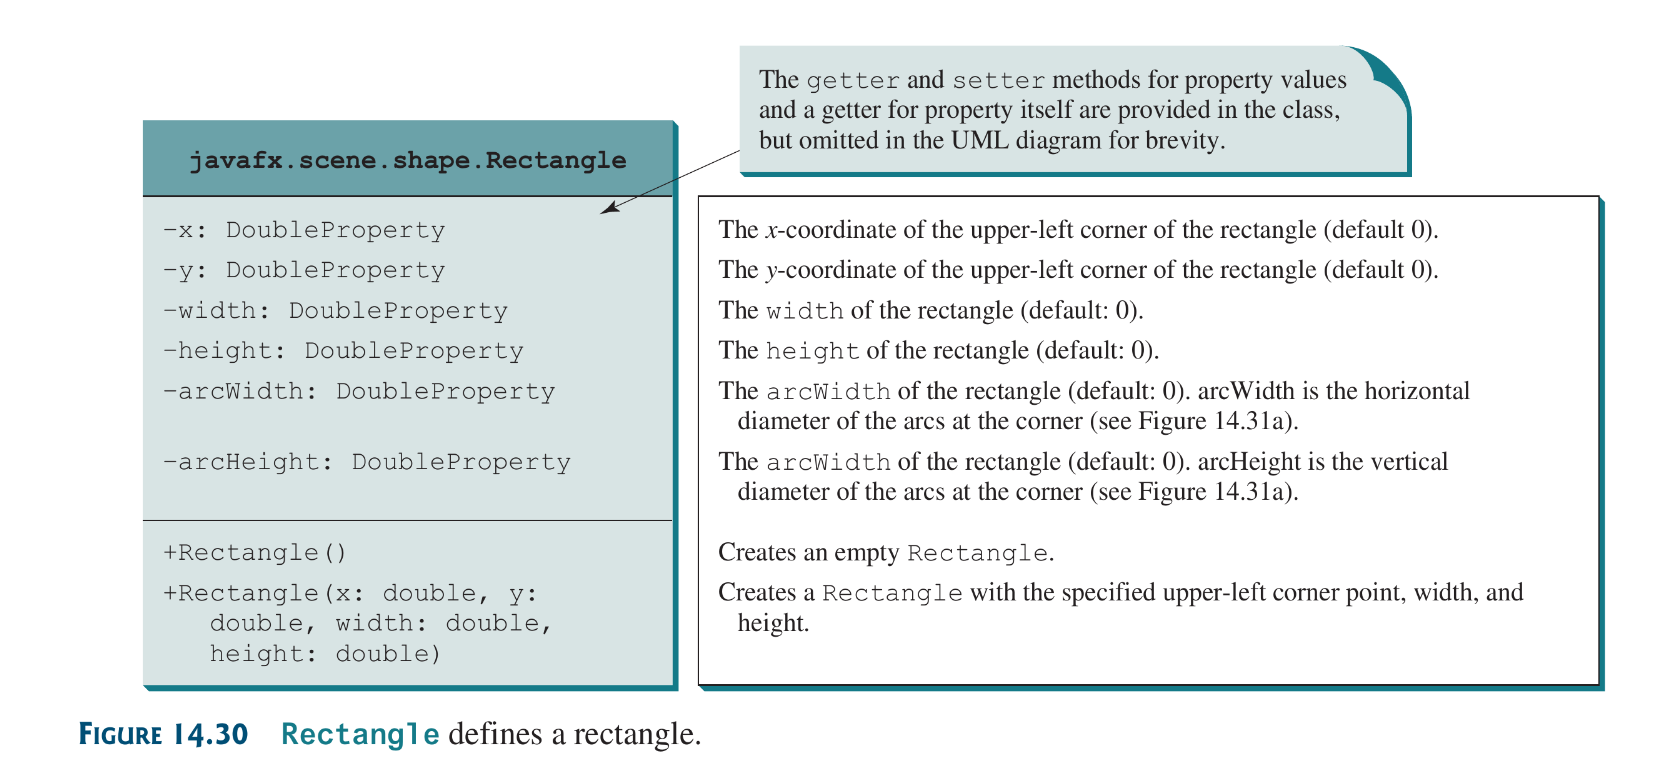 The getter and setter methods for property values
and a getter for property itself are provided in the class,
but omitted in the UML diagram for brevity.
javafx.scene.shape.Rectangle
-x: DoubleProperty
The x-coordinate of the upper-left corner of the rectangle (default 0).
-y: DoubleProperty
The y-coordinate of the upper-left corner of the rectangle (default 0).
-width: DoubleProperty
The width of the rectangle (default: 0).
-height: DoubleProperty
The height of the rectangle (default: 0).
-arcWidth: DoubleProperty
The arcWidth of the rectangle (default: 0). arcWidth is the horizontal
diameter of the arcs at the corner (see Figure 14.31a).
-arcHeight: DoubleProperty
The arcWidth of the rectangle (default: 0). arcHeight is the vertical
diameter of the arcs at the corner (see Figure 14.31a).
+Rectangle()
Creates an empty Rectangle.
+Rectangle(x: double, y:
double, width: double,
height: double)
Creates a Rectangle with the specified upper-left corner point, width, and
height.
FIGURE 14.30 Rectangle defines a rectangle.